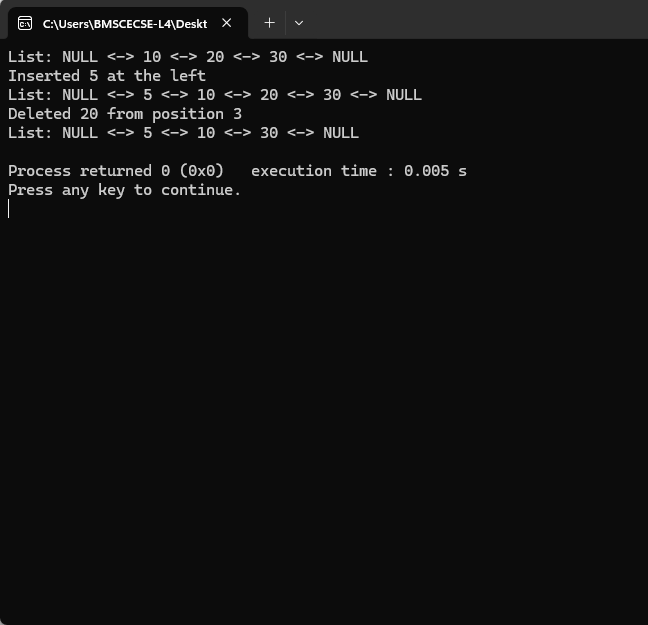 C:\Users\BMSCECSE-L4\Deskt
List: NULL <-> 10 <-> 20 <-> 30 <-> NULL
Inserted 5 at the left
List: NULL <-> 5 <-> 10 <-> 20 <-> 30 <-> NULL
Deleted 20 from position 3
List: NULL <-> 5 <-> 10 <-> 30 <-> NULL
Process returned 0 (0x0)   execution time : 0.005 s
Press any key to continue.